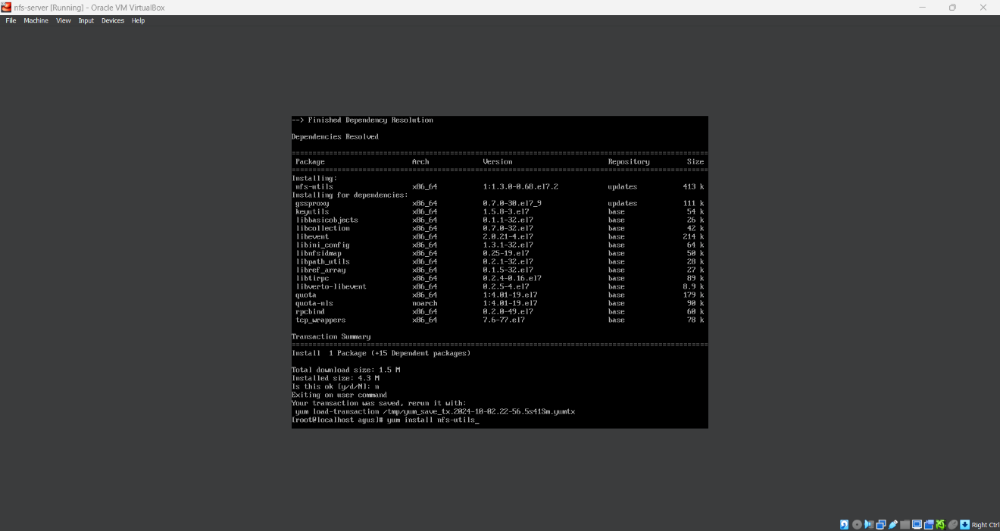 nfs-server [Running] - Oracle VM VirtualBox
File Machine View Input Devices Help
--> Finished Dependency Resolution
Dependencies Resolved
================================================================================
Package Arch Version Repository Size
================================================================================
Installing:
nfs-utils x86_64 1:1.3.0-0.68.el7.2 updates 413 k
Installing for dependencies:
gssproxy x86_64 0.7.0-30.el7_9 updates 111 k
keyutils x86_64 1.5.8-3.el7 base 54 k
libbasicobjects x86_64 0.1.1-32.el7 base 26 k
libcollection x86_64 0.7.0-32.el7 base 42 k
libevent x86_64 2.0.21-4.el7 base 214 k
libini_config x86_64 1.3.1-32.el7 base 64 k
libnfsidmap x86_64 0.25-19.el7 base 50 k
libpath_utils x86_64 0.2.1-32.el7 base 28 k
libref_array x86_64 0.1.5-32.el7 base 27 k
libtirpc x86_64 0.2.4-0.16.el7 base 89 k
libverto-libevent x86_64 0.2.5-4.el7 base 8.9 k
quota x86_64 1:4.01-19.el7 base 179 k
quota-nls noarch 1:4.01-19.el7 base 90 k
rpcbind x86_64 0.2.0-49.el7 base 60 k
tcp_wrappers x86_64 7.6-77.el7 base 78 k
Transaction Summary
================================================================================
Install 1 Package (+15 Dependent packages)
Total download size: 1.5 M
Installed size: 4.3 M
Is this ok [y/d/N]: n
Exiting on user command
Your transaction was saved, rerun it with:
yum load-transaction /tmp/yum_save_tx.2024-10-02.22-56.5s41Sm.yumtx
[root@localhost agus]# yum install nfs-utils_
Right Ctrl